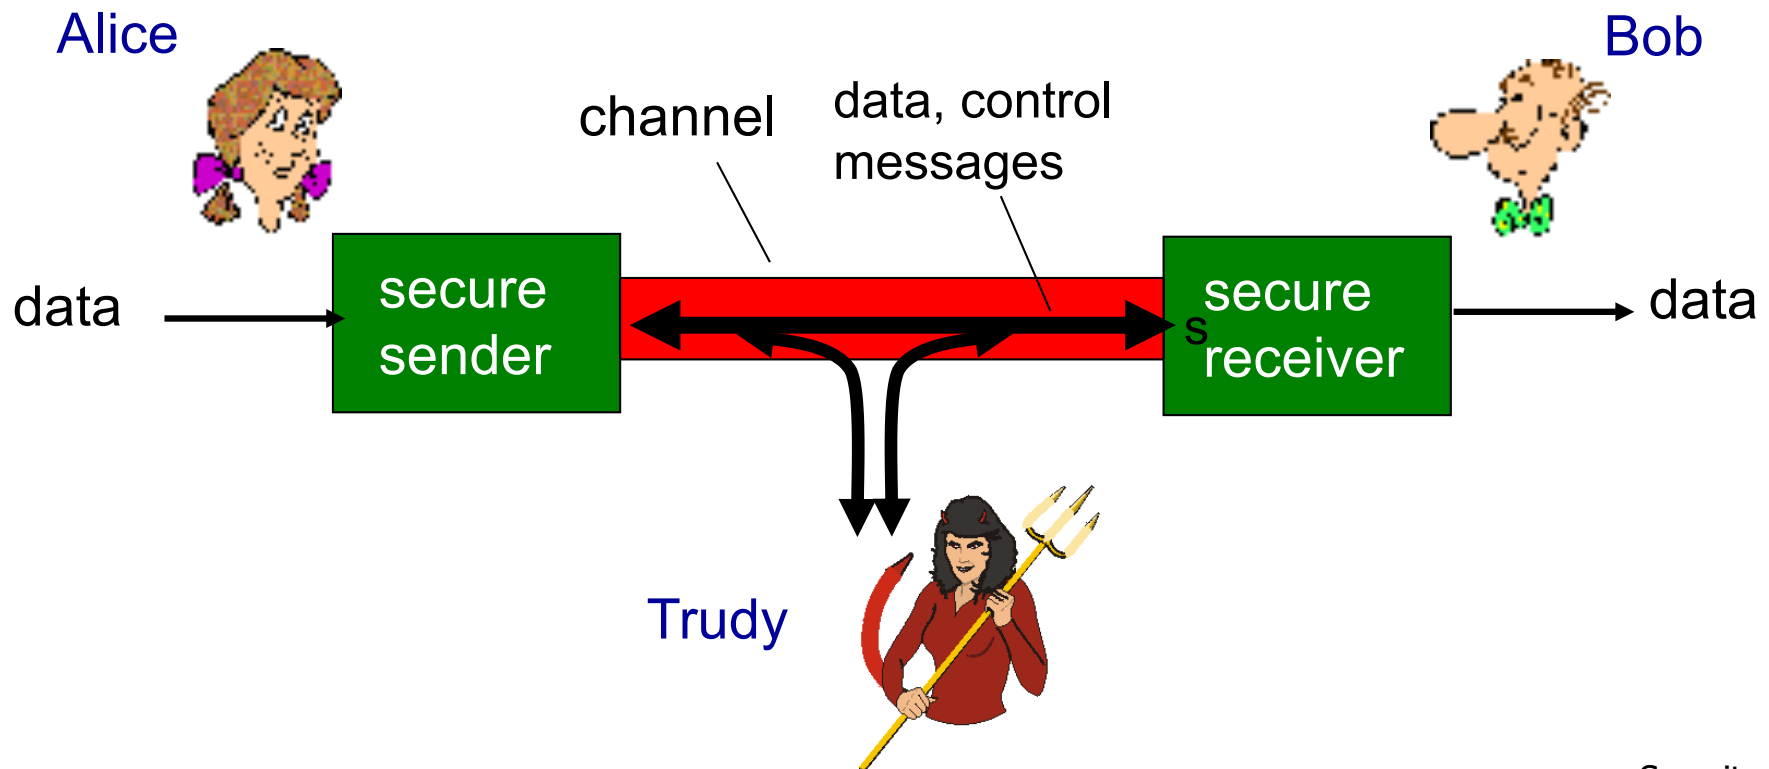 Alice
Bob
channel
data, control
messages
data
secure
sender
s
secure
receiver
data
Trudy